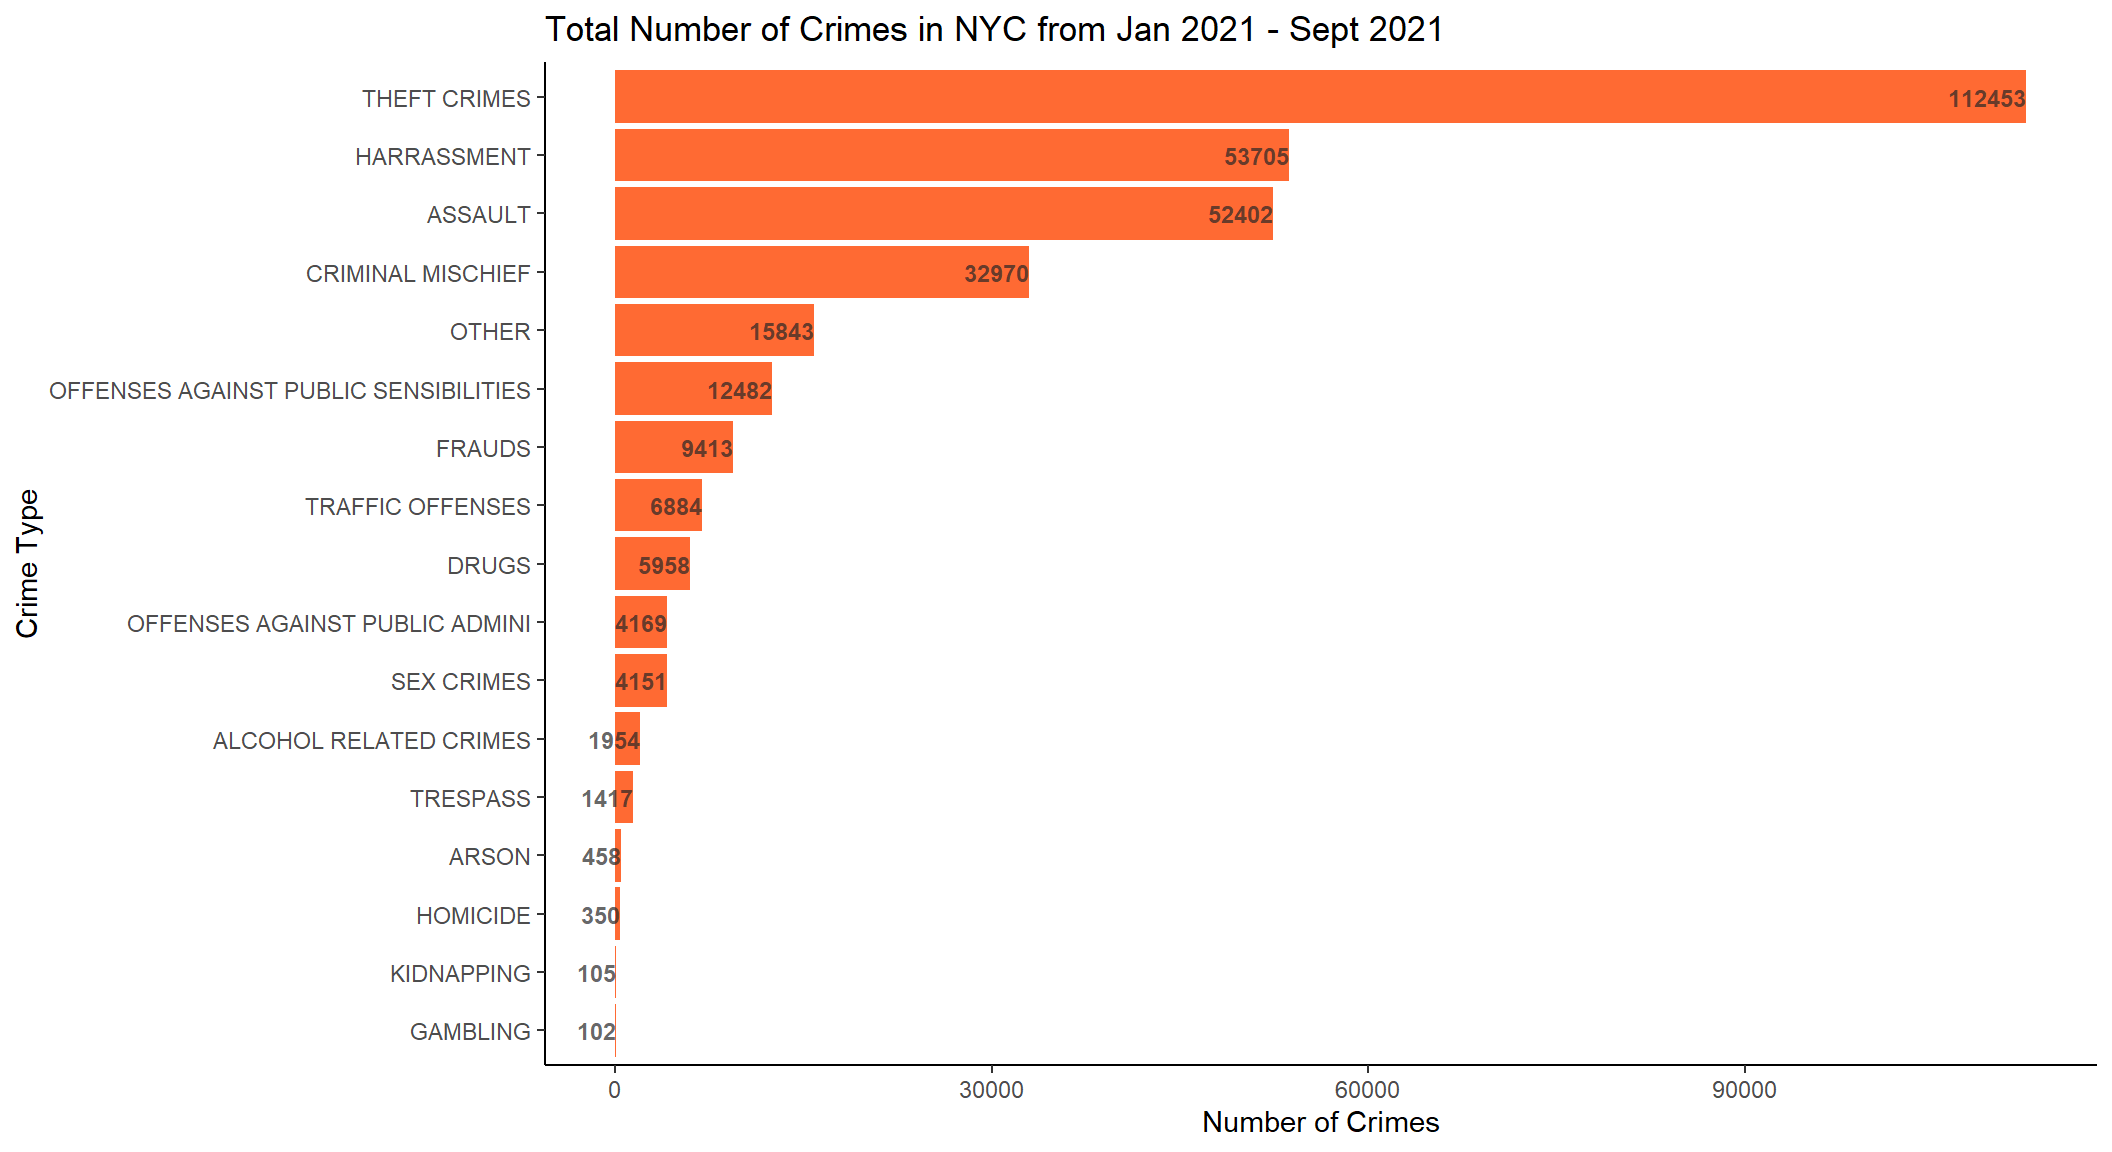 Total Number of Crimes in NYC from Jan 2021 - Sept 2021
Crime Type
THEFT CRIMES 112453
HARRASSMENT 53705
ASSAULT 52402
CRIMINAL MISCHIEF 32970
OTHER 15843
OFFENSES AGAINST PUBLIC SENSIBILITIES 12482
FRAUDS 9413
TRAFFIC OFFENSES 6884
DRUGS 5958
OFFENSES AGAINST PUBLIC ADMINI 4169
SEX CRIMES 4151
ALCOHOL RELATED CRIMES 1954
TRESPASS 1417
ARSON 458
HOMICIDE 350
KIDNAPPING 105
GAMBLING 102
0 30000 60000 90000
Number of Crimes